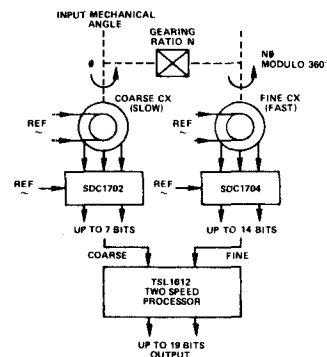 INPUT MECHANICAL
ANGLE
GEARING
RATIO N
θ
Nθ
MODULO 360°
COARSE CX
(SLOW)
FINE CX
(FAST)
REF
~
REF
~
REF
~
SDC1702
REF
~
SDC1704
UP TO 7 BITS
UP TO 14 BITS
COARSE
FINE
TSL1612
TWO SPEED
PROCESSOR
UP TO 19 BITS
OUTPUT